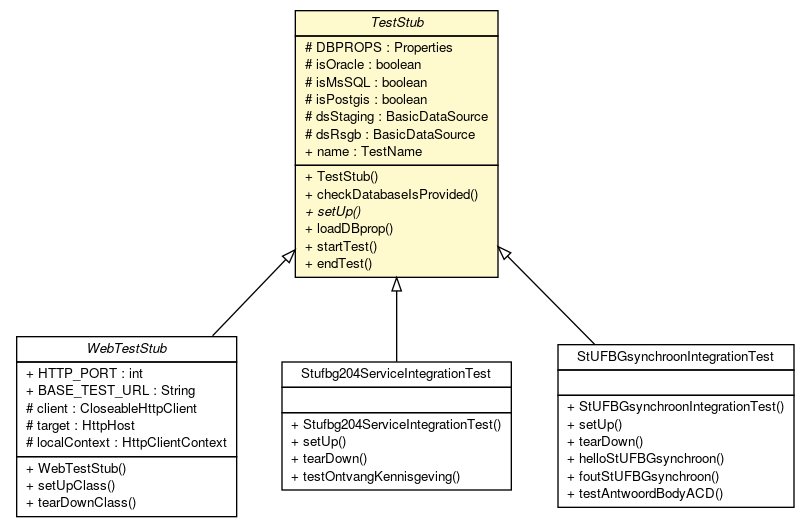 TestStub
# DBPROPS : Properties
# isOracle : boolean
# isMsSQL : boolean
# isPostgis : boolean
# dsStaging : BasicDataSource
# dsRsgb : BasicDataSource
+ name : TestName
+ TestStub()
+ checkDatabaseIsProvided()
+ setUp()
+ loadDBprop()
+ startTest()
+ endTest()
WebTestStub
+ HTTP_PORT : int
+ BASE_TEST_URL : String
# client : CloseableHttpClient
# target : HttpHost
# localContext : HttpClientContext
+ WebTestStub()
+ setUpClass()
+ tearDownClass()
Stufbg204ServiceIntegrationTest
+ Stufbg204ServiceIntegrationTest()
+ setUp()
+ tearDown()
+ testOntvangKennisgeving()
StUFBGsynchroonIntegrationTest
+ StUFBGsynchroonIntegrationTest()
+ setUp()
+ tearDown()
+ helloStUFBGsynchroon()
+ foutStUFBGsynchroon()
+ testAntwoordBodyACD()